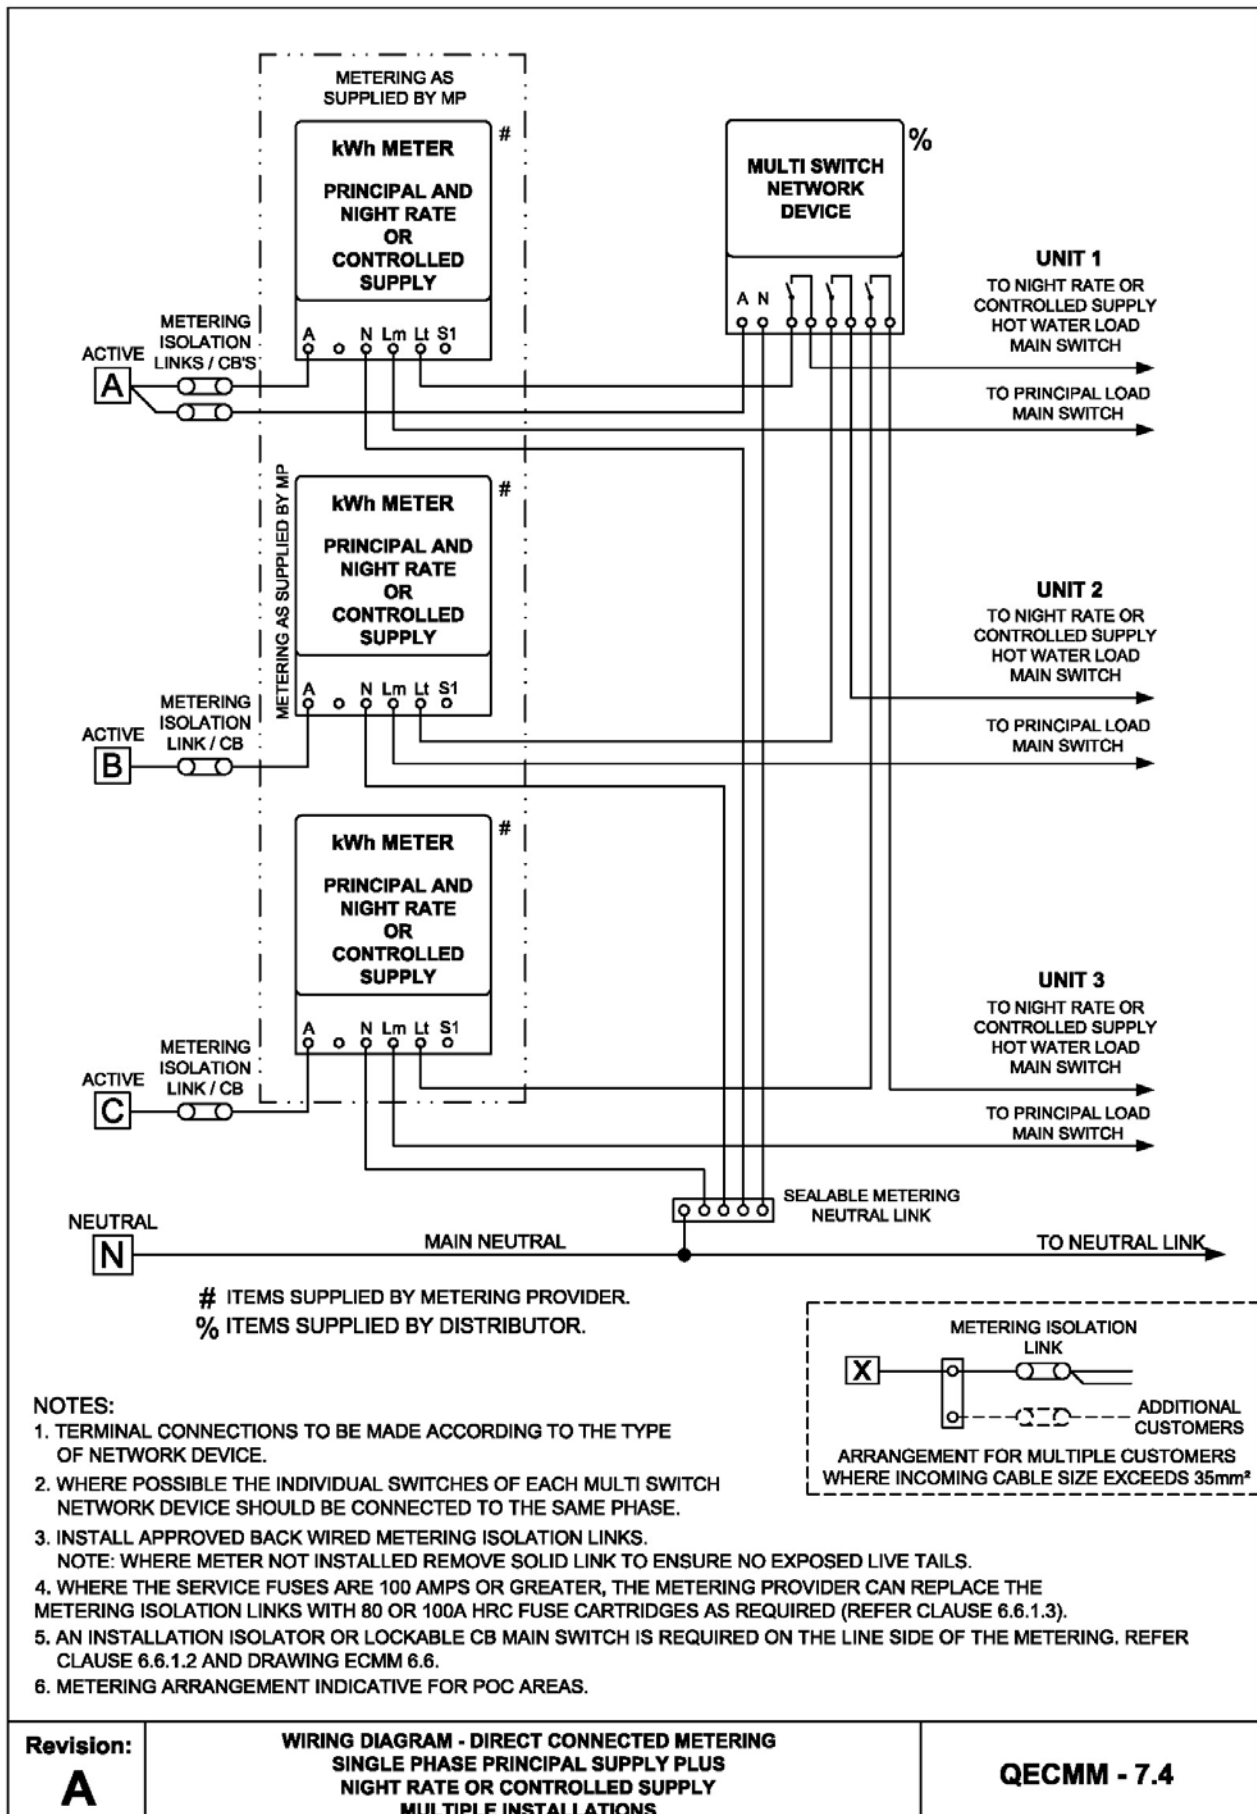 METERING AS
SUPPLIED BY MP
#
kWh METER
PRINCIPAL AND
NIGHT RATE
OR
CONTROLLED
SUPPLY
A N Lm Lt S1
%
MULTI SWITCH
NETWORK
DEVICE
A N
UNIT 1
TO NIGHT RATE OR
CONTROLLED SUPPLY
HOT WATER LOAD
MAIN SWITCH
TO PRINCIPAL LOAD
MAIN SWITCH
METERING
ISOLATION
LINKS / CB'S
ACTIVE
A
METERING AS SUPPLIED BY MP
#
kWh METER
PRINCIPAL AND
NIGHT RATE
OR
CONTROLLED
SUPPLY
A N Lm Lt S1
UNIT 2
TO NIGHT RATE OR
CONTROLLED SUPPLY
HOT WATER LOAD
MAIN SWITCH
TO PRINCIPAL LOAD
MAIN SWITCH
METERING
ISOLATION
LINK / CB
ACTIVE
B
#
kWh METER
PRINCIPAL AND
NIGHT RATE
OR
CONTROLLED
SUPPLY
A N Lm Lt S1
UNIT 3
TO NIGHT RATE OR
CONTROLLED SUPPLY
HOT WATER LOAD
MAIN SWITCH
TO PRINCIPAL LOAD
MAIN SWITCH
METERING
ISOLATION
LINK / CB
ACTIVE
C
SEALABLE METERING
NEUTRAL LINK
NEUTRAL
N
MAIN NEUTRAL
TO NEUTRAL LINK
# ITEMS SUPPLIED BY METERING PROVIDER.
% ITEMS SUPPLIED BY DISTRIBUTOR.
METERING ISOLATION
LINK
X
ADDITIONAL
CUSTOMERS
ARRANGEMENT FOR MULTIPLE CUSTOMERS
WHERE INCOMING CABLE SIZE EXCEEDS 35mm²
NOTES:
1. TERMINAL CONNECTIONS TO BE MADE ACCORDING TO THE TYPE
OF NETWORK DEVICE.
2. WHERE POSSIBLE THE INDIVIDUAL SWITCHES OF EACH MULTI SWITCH
NETWORK DEVICE SHOULD BE CONNECTED TO THE SAME PHASE.
3. INSTALL APPROVED BACK WIRED METERING ISOLATION LINKS.
NOTE: WHERE METER NOT INSTALLED REMOVE SOLID LINK TO ENSURE NO EXPOSED LIVE TAILS.
4. WHERE THE SERVICE FUSES ARE 100 AMPS OR GREATER, THE METERING PROVIDER CAN REPLACE THE
METERING ISOLATION LINKS WITH 80 OR 100A HRC FUSE CARTRIDGES AS REQUIRED (REFER CLAUSE 6.6.1.3).
5. AN INSTALLATION ISOLATOR OR LOCKABLE CB MAIN SWITCH IS REQUIRED ON THE LINE SIDE OF THE METERING. REFER
CLAUSE 6.6.1.2 AND DRAWING ECMM 6.6.
6. METERING ARRANGEMENT INDICATIVE FOR POC AREAS.
Revision:
A
WIRING DIAGRAM - DIRECT CONNECTED METERING
SINGLE PHASE PRINCIPAL SUPPLY PLUS
NIGHT RATE OR CONTROLLED SUPPLY
MULTIPLE INSTALLATIONS
QECMM - 7.4